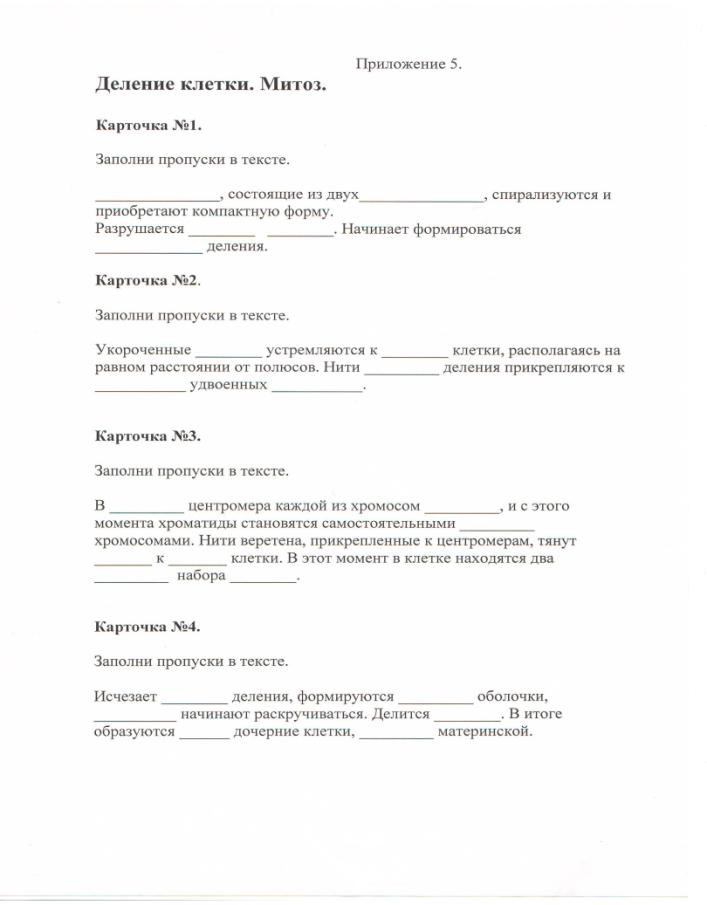 Приложение 5.
Деление клетки. Митоз.
Карточка №1.
Заполни пропуски в тексте.
________________, состоящие из двух________________, спирализуются и
приобретают компактную форму.
Разрушается ________ ________. Начинает формироваться
_____________ деления.
Карточка №2.
Заполни пропуски в тексте.
Укороченные ________ устремляются к ________ клетки, располагаясь на
равном расстоянии от полюсов. Нити _________ деления прикрепляются к
___________ удвоенных ___________.
Карточка №3.
Заполни пропуски в тексте.
В _________ центромера каждой из хромосом _________, и с этого
момента хроматиды становятся самостоятельными _________
хромосомами. Нити веретена, прикрепленные к центромерам, тянут
_______ к _______ клетки. В этот момент в клетке находятся два
_________ набора ________.
Карточка №4.
Заполни пропуски в тексте.
Исчезает ________ деления, формируются _________ оболочки,
__________ начинают раскручиваться. Делится ________. В итоге
образуются ______ дочерние клетки, _________ материнской.